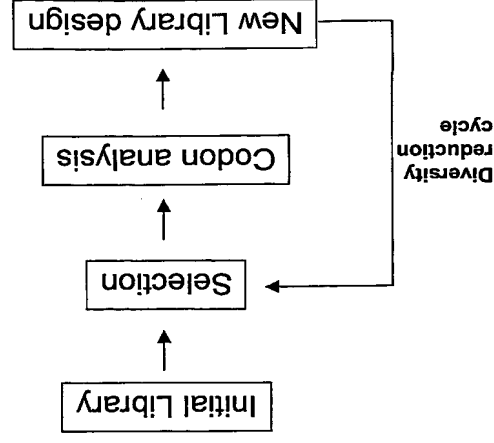 Initial Library
Selection
Diversity
reduction
cycle
Codon analysis
New Library design